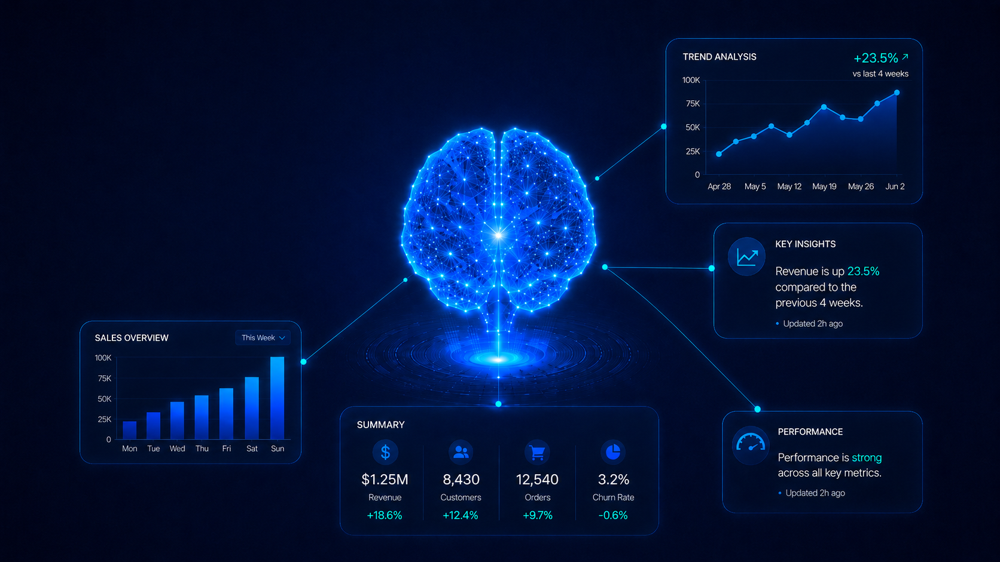 TREND ANALYSIS
+23.5% ↗
vs last 4 weeks
100K
75K
50K
25K
0
Apr 28 May 5 May 12 May 19 May 26 Jun 2
KEY INSIGHTS
Revenue is up 23.5%
compared to the
previous 4 weeks.
• Updated 2h ago
SALES OVERVIEW
This Week
100K
75K
50K
25K
0
Mon Tue Wed Thu Fri Sat Sun
SUMMARY
$1.25M 8,430 12,540 3.2%
Revenue Customers Orders Churn Rate
+18.6% +12.4% +9.7% -0.6%
PERFORMANCE
Performance is strong
across all key metrics.
• Updated 2h ago